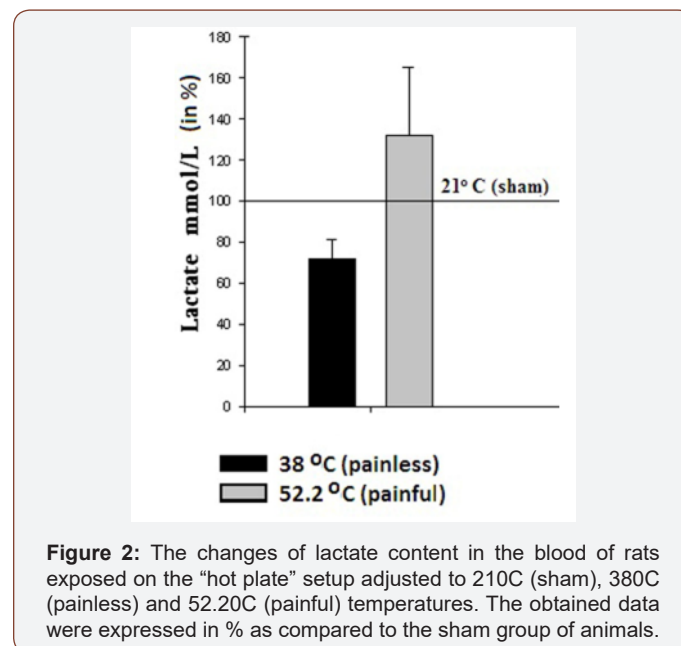 180
160
140
120
100
80
60
40
20
0
Lactate mmol/L (in %)
21° C (sham)
38 ⁰C (painless)
52.2 ⁰C (painful)
Figure 2: The changes of lactate content in the blood of rats
exposed on the “hot plate” setup adjusted to 210C (sham), 380C
(painless) and 52.20C (painful) temperatures. The obtained data
were expressed in % as compared to the sham group of animals.